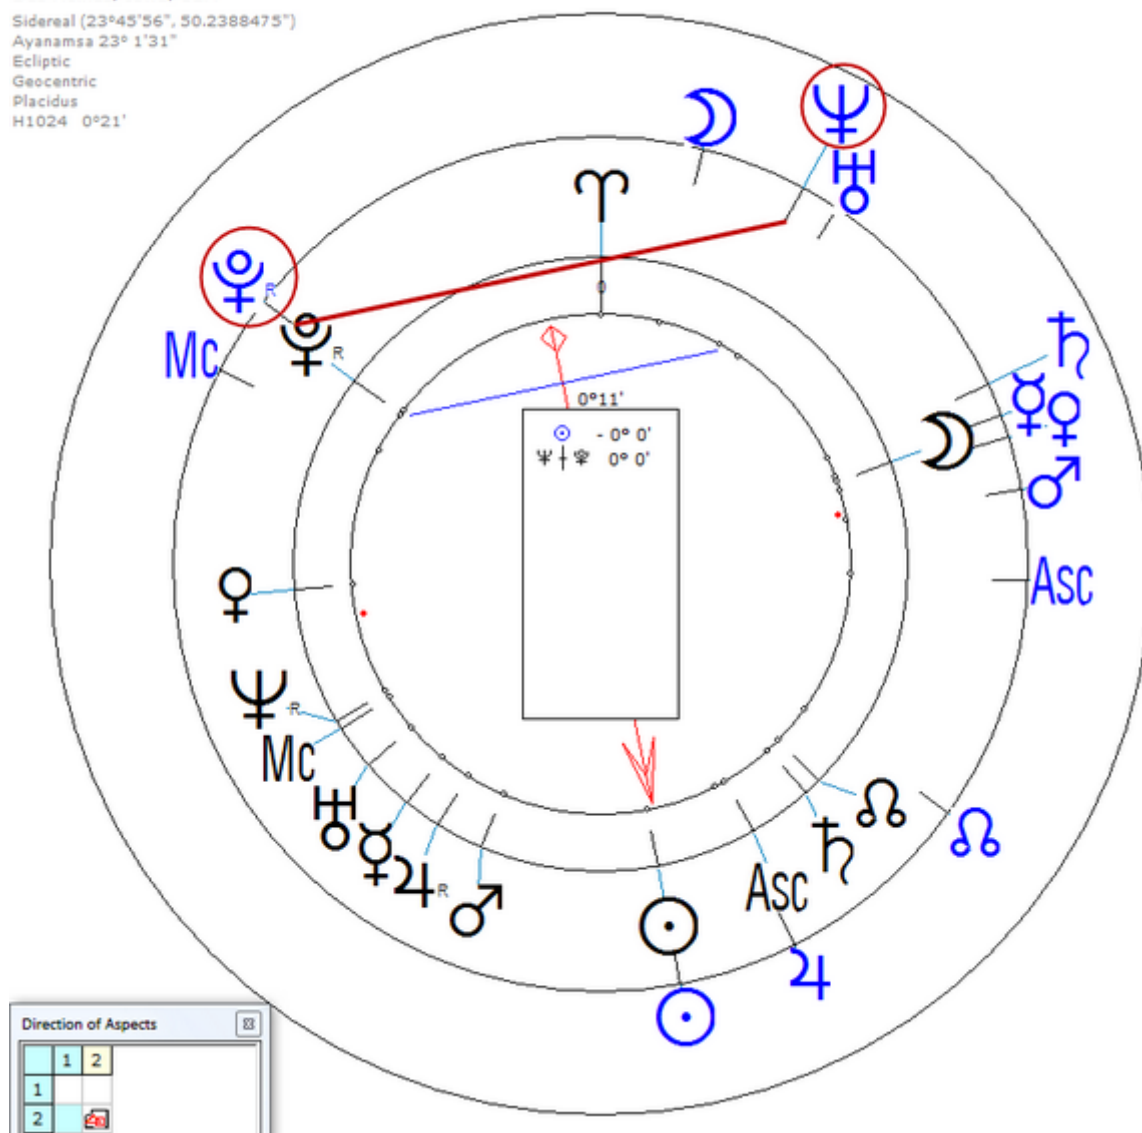 Sidereal (23°45'56", 50.2388475")
Ayanamsa 23° 1'31"
Ecliptic
Geocentric
Placidus
H1024 0°21'
☽
♆
♅
♈
♇ R
♇ R
Mc
0
♄
☿ ♀
☽
♂
0°11'
☉ - 0° 0'
♆ ┼ ♇ 0° 0'
Asc
♀
♆ R
Mc
♅
☿
♃ R
♂
☊
♄
☊
Asc
☉
♃
☉
Direction of Aspects
1 2
1
2